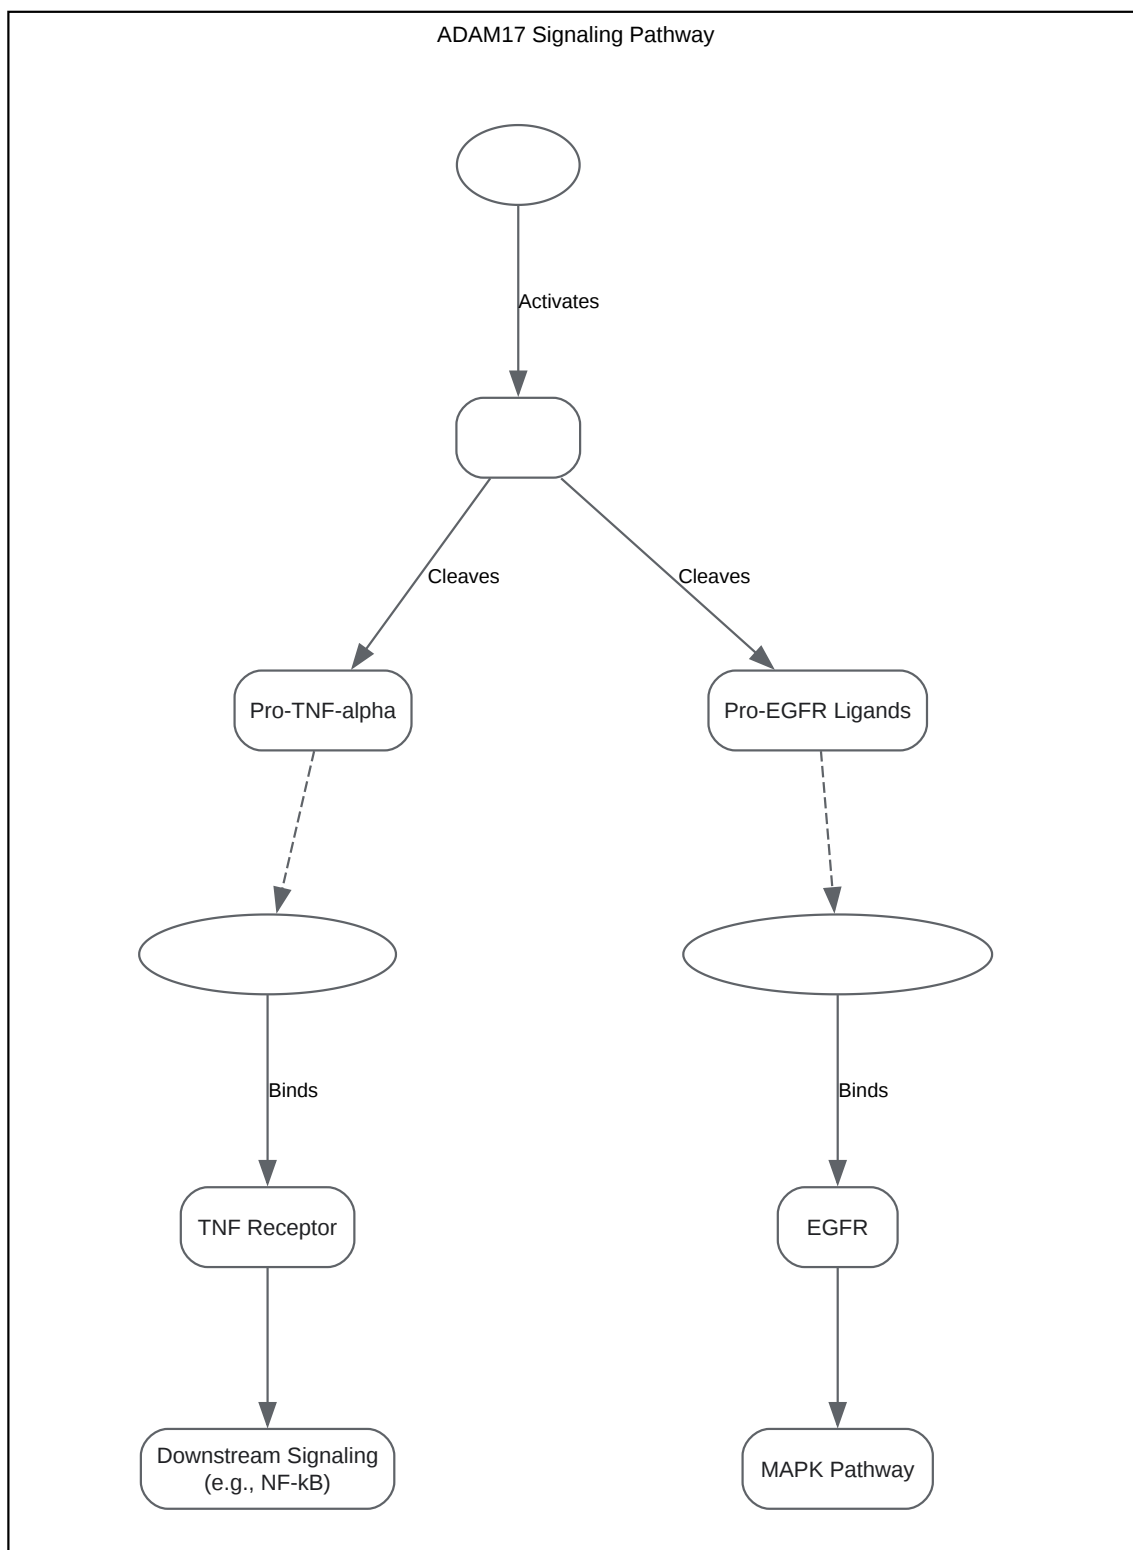 ADAM17 Signaling Pathway
Activates
Cleaves
Cleaves
Pro-TNF-alpha
Pro-EGFR Ligands
Binds
Binds
TNF Receptor
EGFR
Downstream Signaling
(e.g., NF-kB)
MAPK Pathway